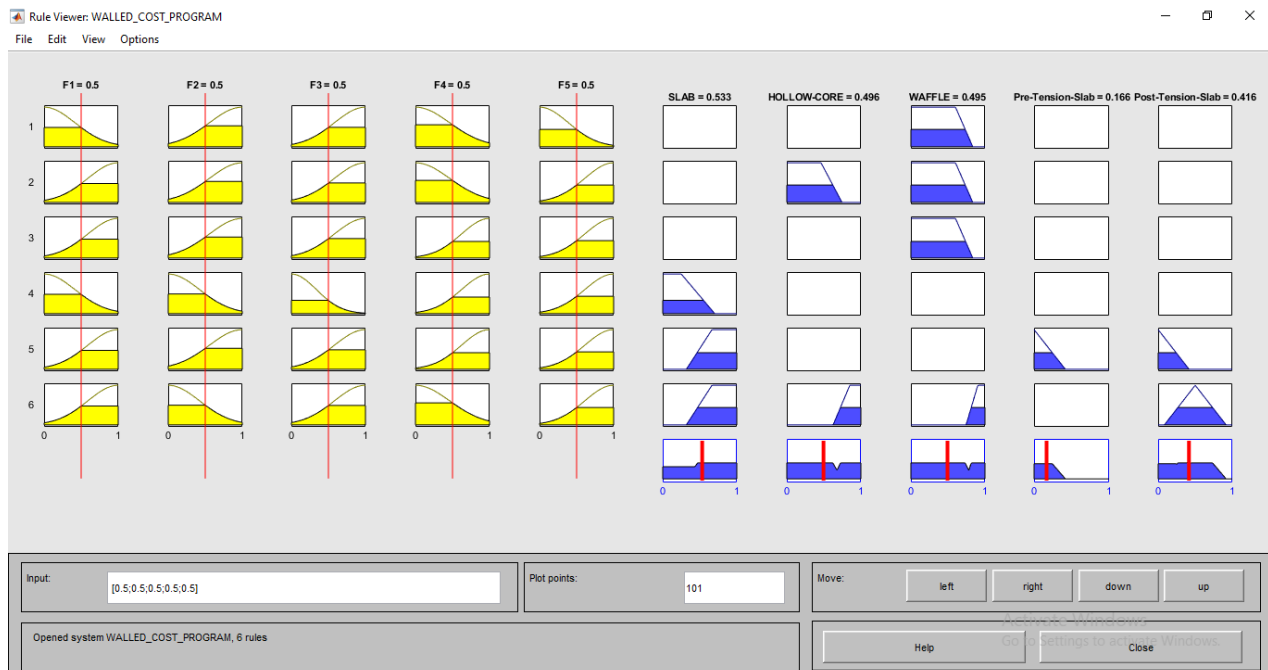 Rule Viewer: WALLED_COST_PROGRAM
File Edit View Options
F1 = 0.5 F2 = 0.5 F3 = 0.5 F4 = 0.5 F5 = 0.5
SLAB = 0.533 HOLLOW-CORE = 0.496 WAFFLE = 0.495 Pre-Tension-Slab = 0.166 Post-Tension-Slab = 0.416
1
2
3
4
5
6
0 1 0 1 0 1 0 1 0 1
0 1 0 1 0 1 0 1 0 1
Input: [0.5;0.5;0.5;0.5;0.5] Plot points: 101 Move: left right down up
Activate Windows
Opened system WALLED_COST_PROGRAM, 6 rules
Help Close
Go to Settings to activate Windows.